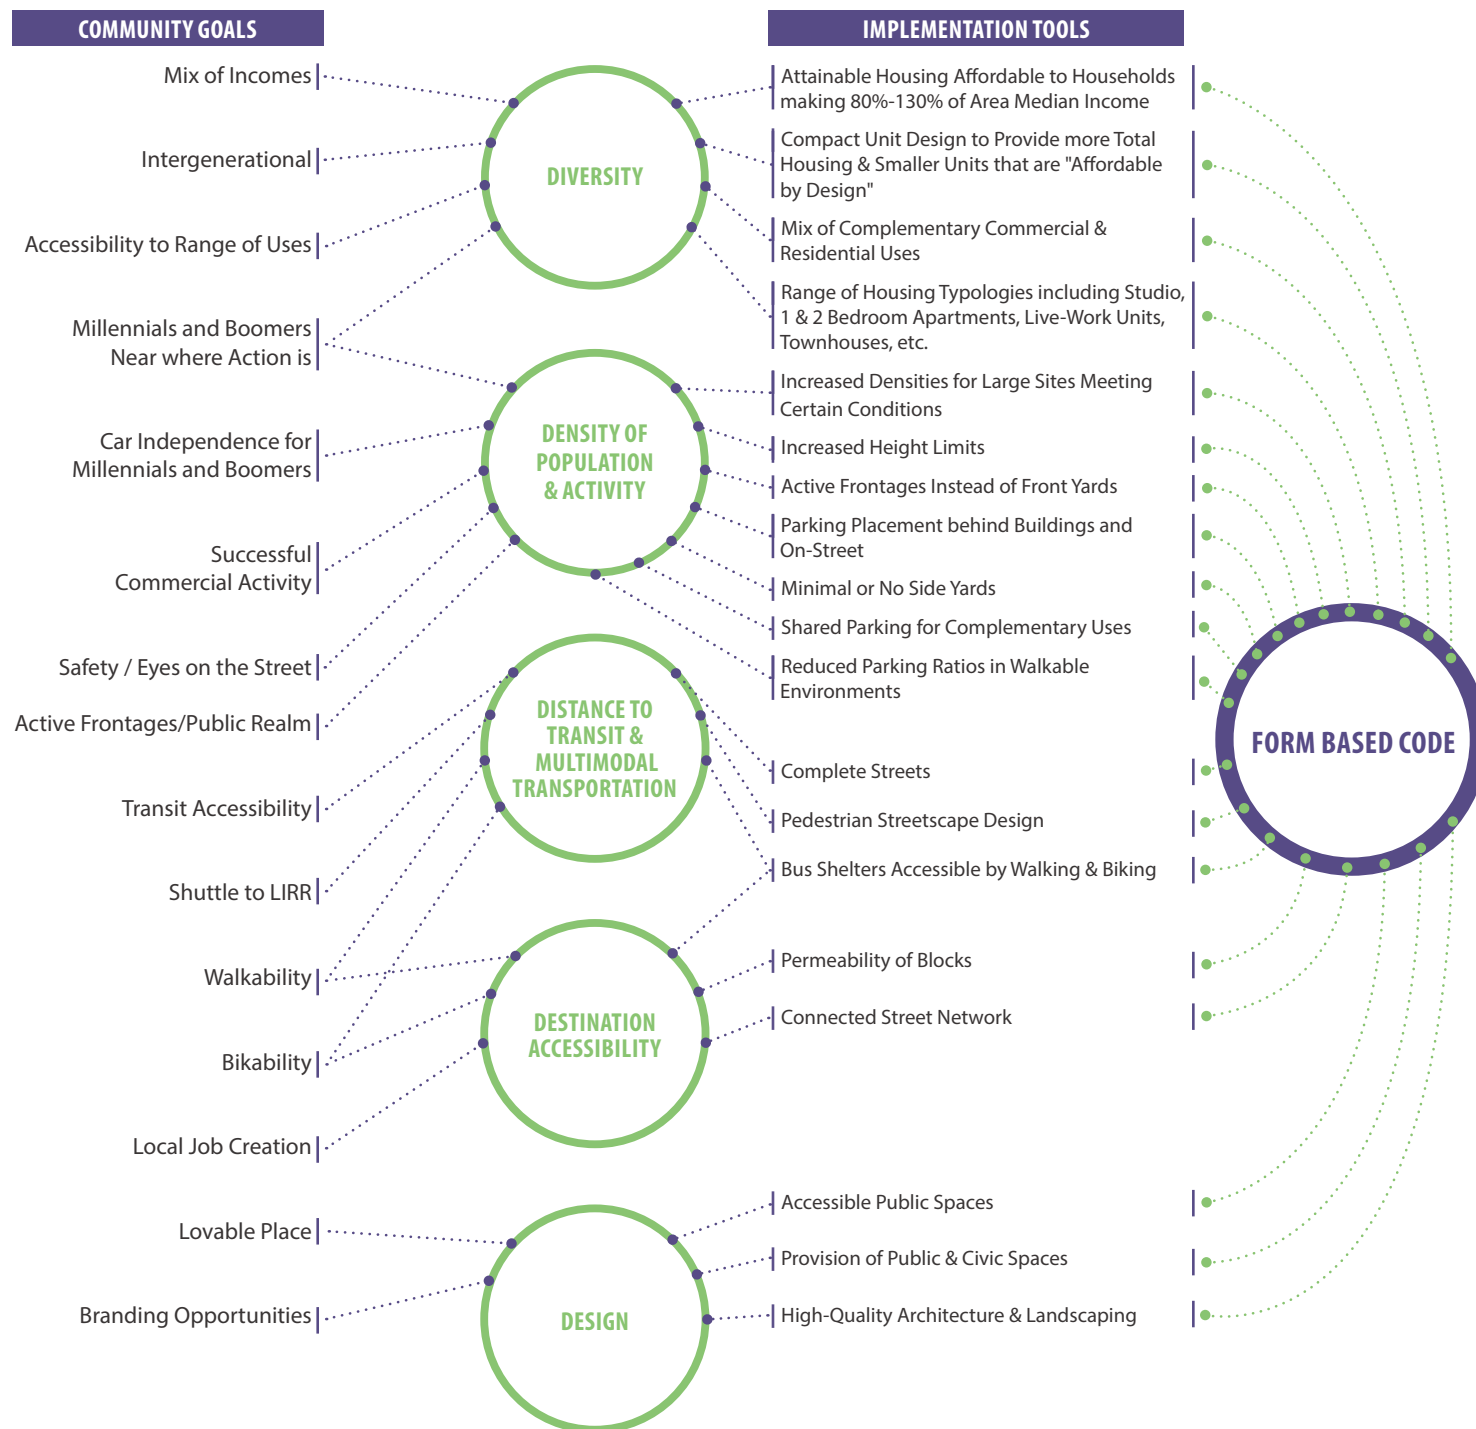 COMMUNITY GOALS
Mix of Incomes
Intergenerational
Accessibility to Range of Uses
Millennials and Boomers
Near where Action is
Car Independence for
Millennials and Boomers
Successful
Commercial Activity
Safety / Eyes on the Street
Active Frontages/Public Realm
Transit Accessibility
Shuttle to LIRR
Walkability
Bikability
Local Job Creation
Lovable Place
Branding Opportunities
DIVERSITY
DENSITY OF
POPULATION
& ACTIVITY
DISTANCE TO
TRANSIT &
MULTIMODAL
TRANSPORTATION
DESTINATION
ACCESSIBILITY
DESIGN
IMPLEMENTATION TOOLS
Attainable Housing Affordable to Households
making 80%-130% of Area Median Income
Compact Unit Design to Provide more Total
Housing & Smaller Units that are "Affordable
by Design"
Mix of Complementary Commercial &
Residential Uses
Range of Housing Typologies including Studio,
1 & 2 Bedroom Apartments, Live-Work Units,
Townhouses, etc.
Increased Densities for Large Sites Meeting
Certain Conditions
Increased Height Limits
Active Frontages Instead of Front Yards
Parking Placement behind Buildings and
On-Street
Minimal or No Side Yards
Shared Parking for Complementary Uses
Reduced Parking Ratios in Walkable
Environments
Complete Streets
Pedestrian Streetscape Design
Bus Shelters Accessible by Walking & Biking
Permeability of Blocks
Connected Street Network
Accessible Public Spaces
Provision of Public & Civic Spaces
High-Quality Architecture & Landscaping
FORM BASED CODE